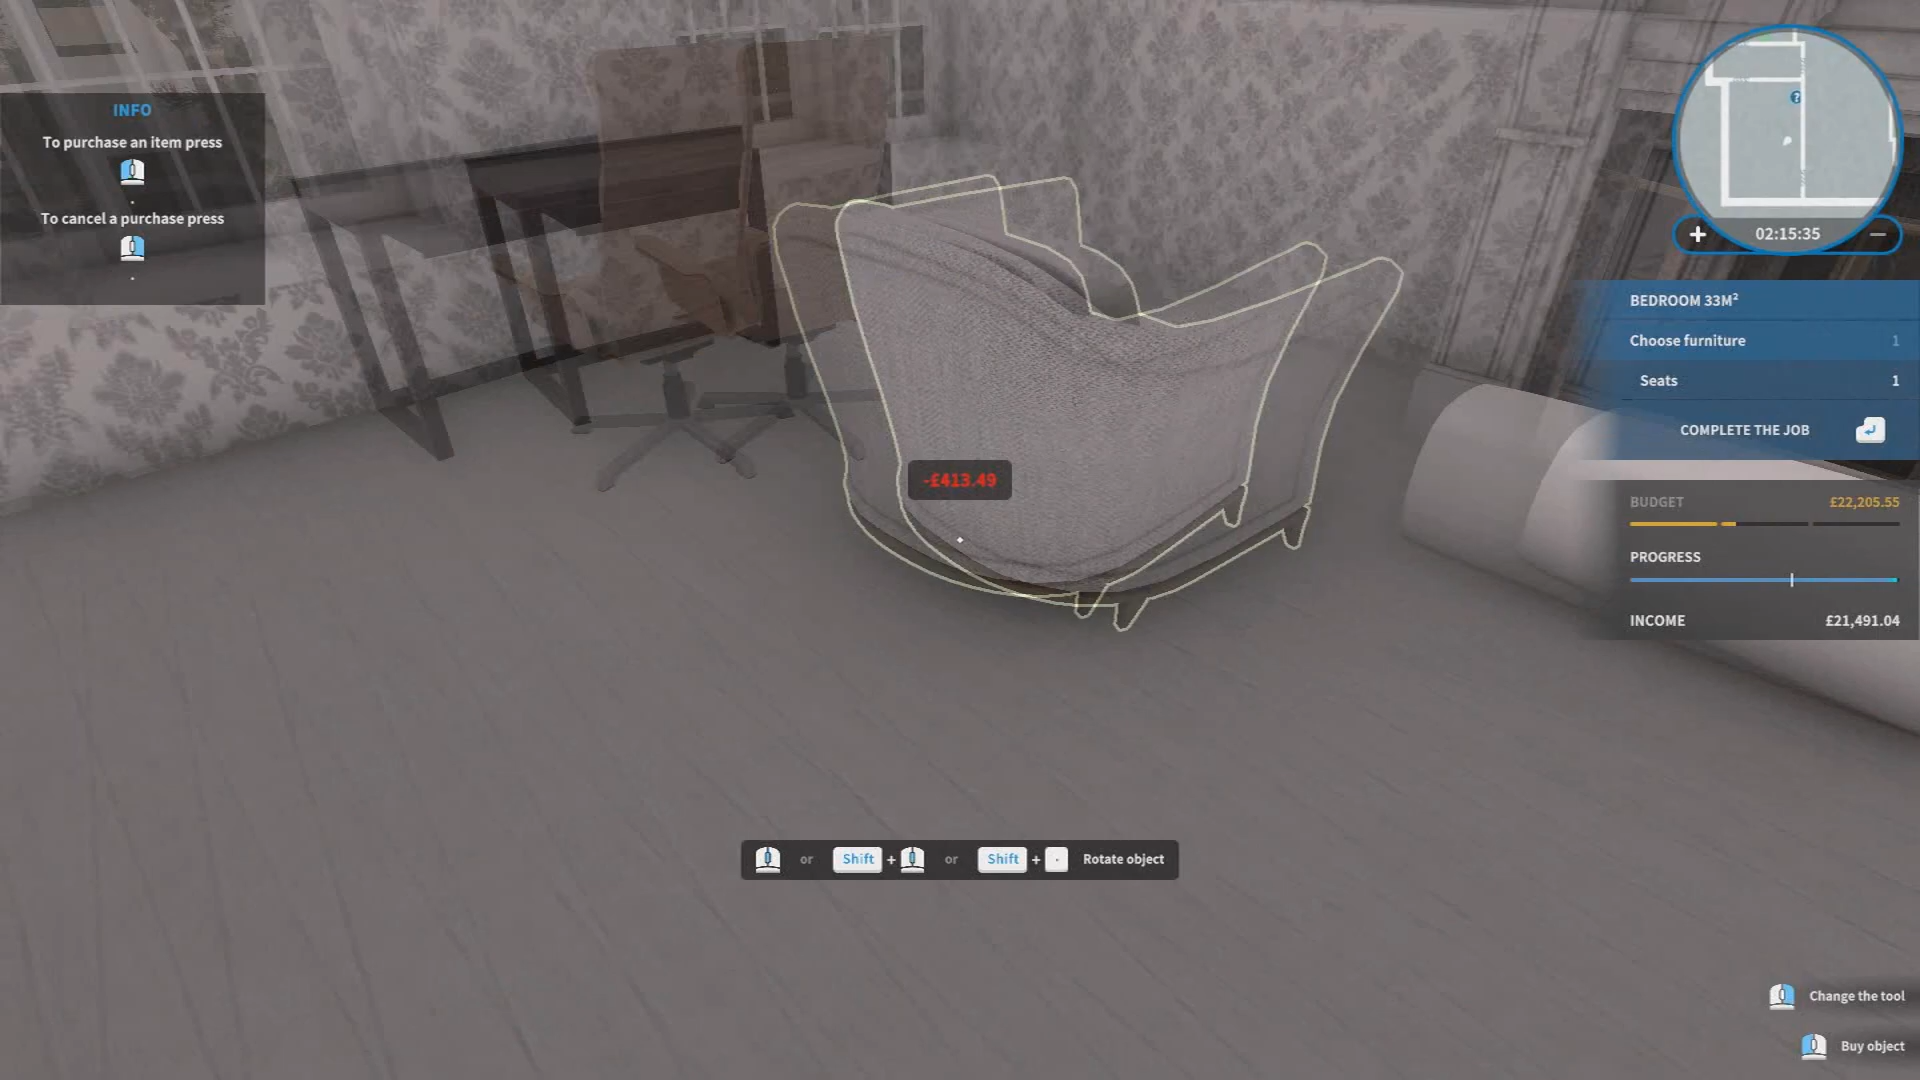 INFO
To purchase an item press
.
To cancel a purchase press
.
?
+ 02:15:35 −
BEDROOM 33M²
Choose furniture 1
Seats 1
COMPLETE THE JOB
-£413.49
BUDGET £22,205.55
PROGRESS
INCOME £21,491.04
or Shift + or Shift + . Rotate object
Change the tool
Buy object